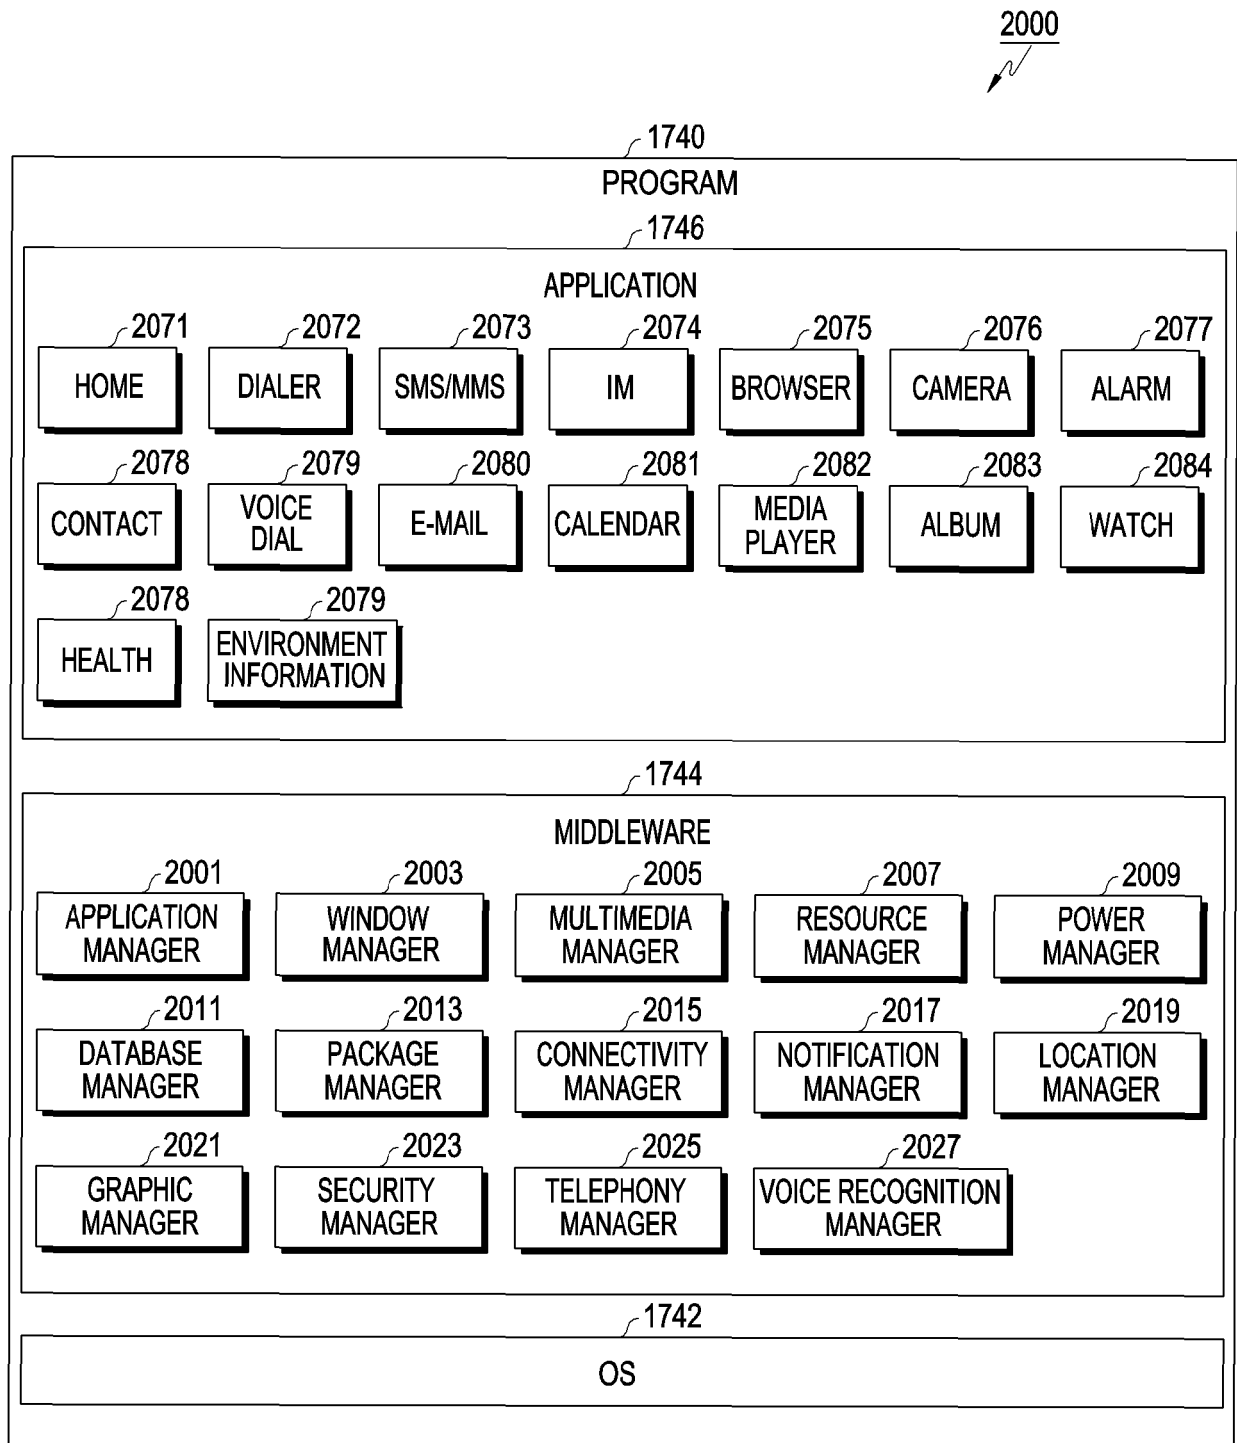 2000
1740
PROGRAM
1746
APPLICATION
2071 2072 2073 2074 2075 2076 2077
HOME DIALER SMS/MMS IM BROWSER CAMERA ALARM
2078 2079 2080 2081 2082 2083 2084
CONTACT VOICE DIAL E-MAIL CALENDAR MEDIA PLAYER ALBUM WATCH
2078 2079
HEALTH ENVIRONMENT INFORMATION
1744
MIDDLEWARE
2001 2003 2005 2007 2009
APPLICATION MANAGER WINDOW MANAGER MULTIMEDIA MANAGER RESOURCE MANAGER POWER MANAGER
2011 2013 2015 2017 2019
DATABASE MANAGER PACKAGE MANAGER CONNECTIVITY MANAGER NOTIFICATION MANAGER LOCATION MANAGER
2021 2023 2025 2027
GRAPHIC MANAGER SECURITY MANAGER TELEPHONY MANAGER VOICE RECOGNITION MANAGER
1742
OS